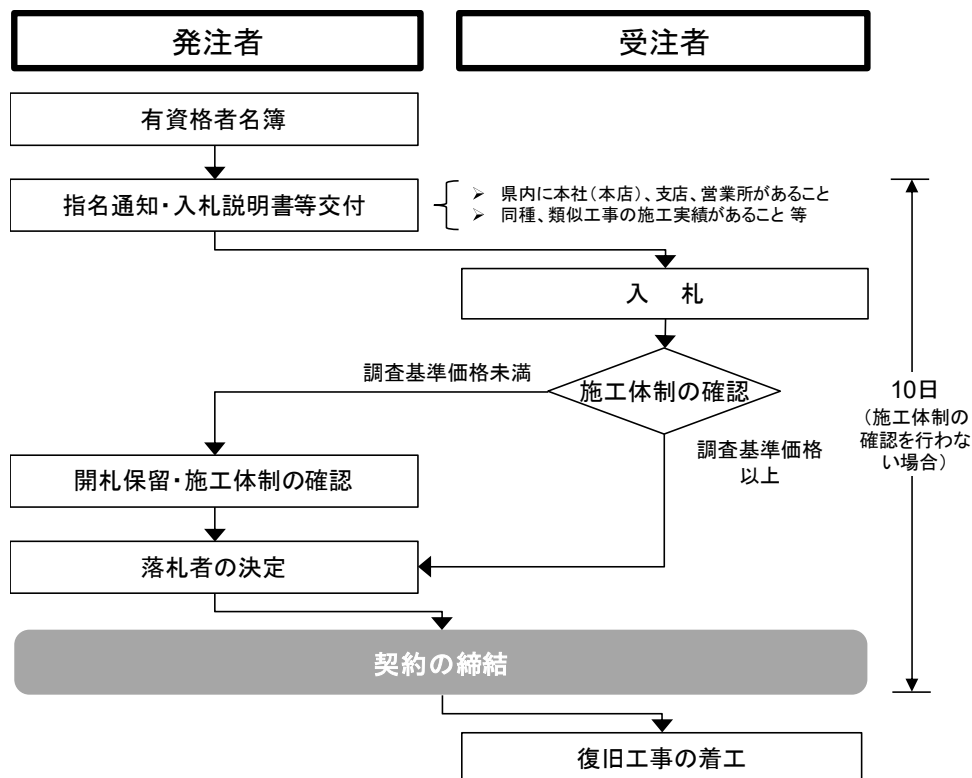 発注者
受注者
有資格者名簿
指名通知・入札説明書等交付
➢ 県内に本社(本店)、支店、営業所があること
➢ 同種、類似工事の施工実績があること 等
入 札
調査基準価格未満
施工体制の確認
調査基準価格
以上
10日
(施工体制の
確認を行わな
い場合)
開札保留・施工体制の確認
落札者の決定
契約の締結
復旧工事の着工